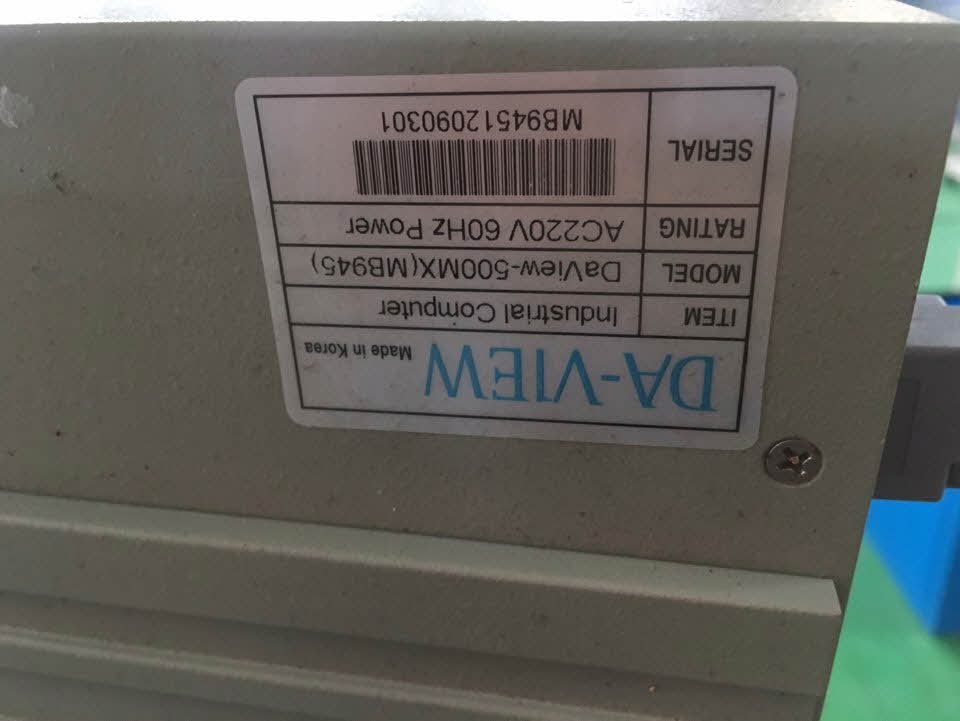 DA-VIEW Made in Korea
ITEM Industrial Computer
MODEL DaView-500MX(MB945)
RATING AC220V 60Hz Power
SERIAL
MB94512090301